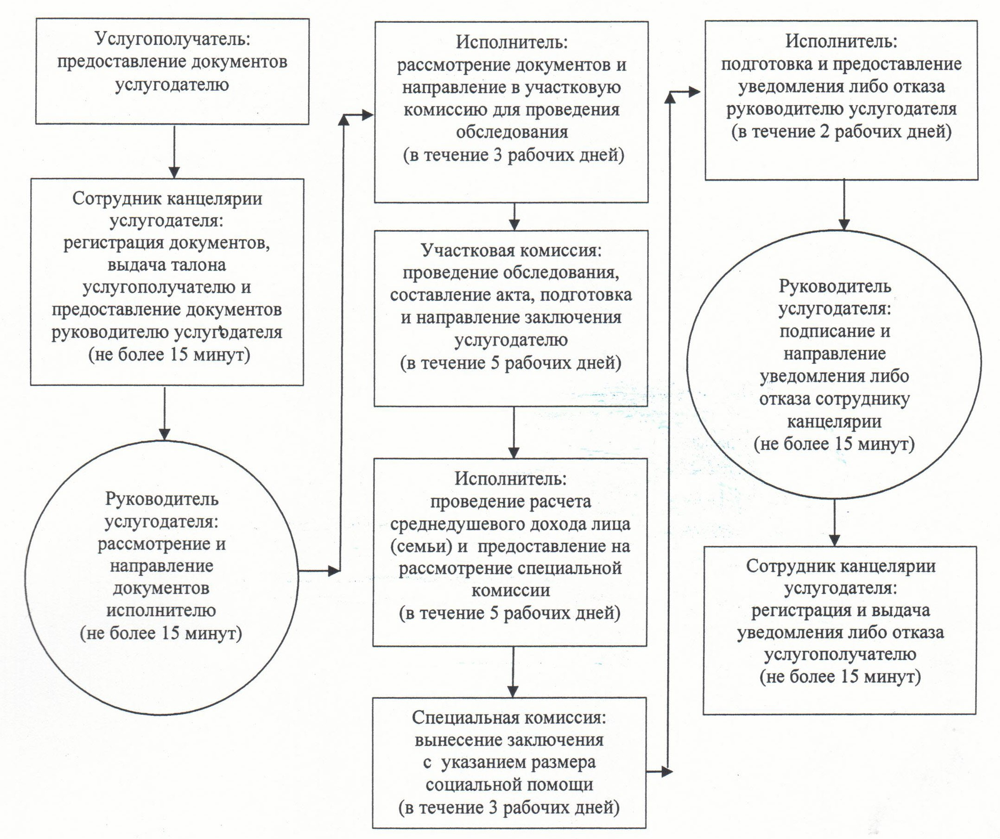 Услугополучатель:
предоставление документов
услугодателю
Сотрудник канцелярии
услугодателя:
регистрация документов,
выдача талона
услугополучателю и
предоставление документов
руководителю услугодателя
(не более 15 минут)
Руководитель
услугодателя:
рассмотрение и
направление
документов
исполнителю
(не более 15 минут)
Исполнитель:
рассмотрение документов и
направление в участковую
комиссию для проведения
обследования
(в течение 3 рабочих дней)
Участковая комиссия:
проведение обследования,
составление акта, подготовка
и направление заключения
услугодателю
(в течение 5 рабочих дней)
Исполнитель:
проведение расчета
среднедушевого дохода лица
(семьи) и предоставление на
рассмотрение специальной
комиссии
(в течение 5 рабочих дней)
Специальная комиссия:
вынесение заключения
с указанием размера
социальной помощи
(в течение 3 рабочих дней)
Исполнитель:
подготовка и предоставление
уведомления либо отказа
руководителю услугодателя
(в течение 2 рабочих дней)
Руководитель
услугодателя:
подписание и
направление
уведомления либо
отказа сотруднику
канцелярии
(не более 15 минут)
Сотрудник канцелярии
услугодателя:
регистрация и выдача
уведомления либо отказа
услугополучателю
(не более 15 минут)